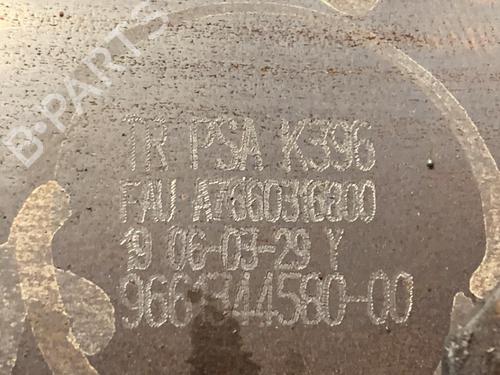 B-PARTS
TR PSA K396
FAU A7660316800
19 06-03-29 Y
9661344580-00